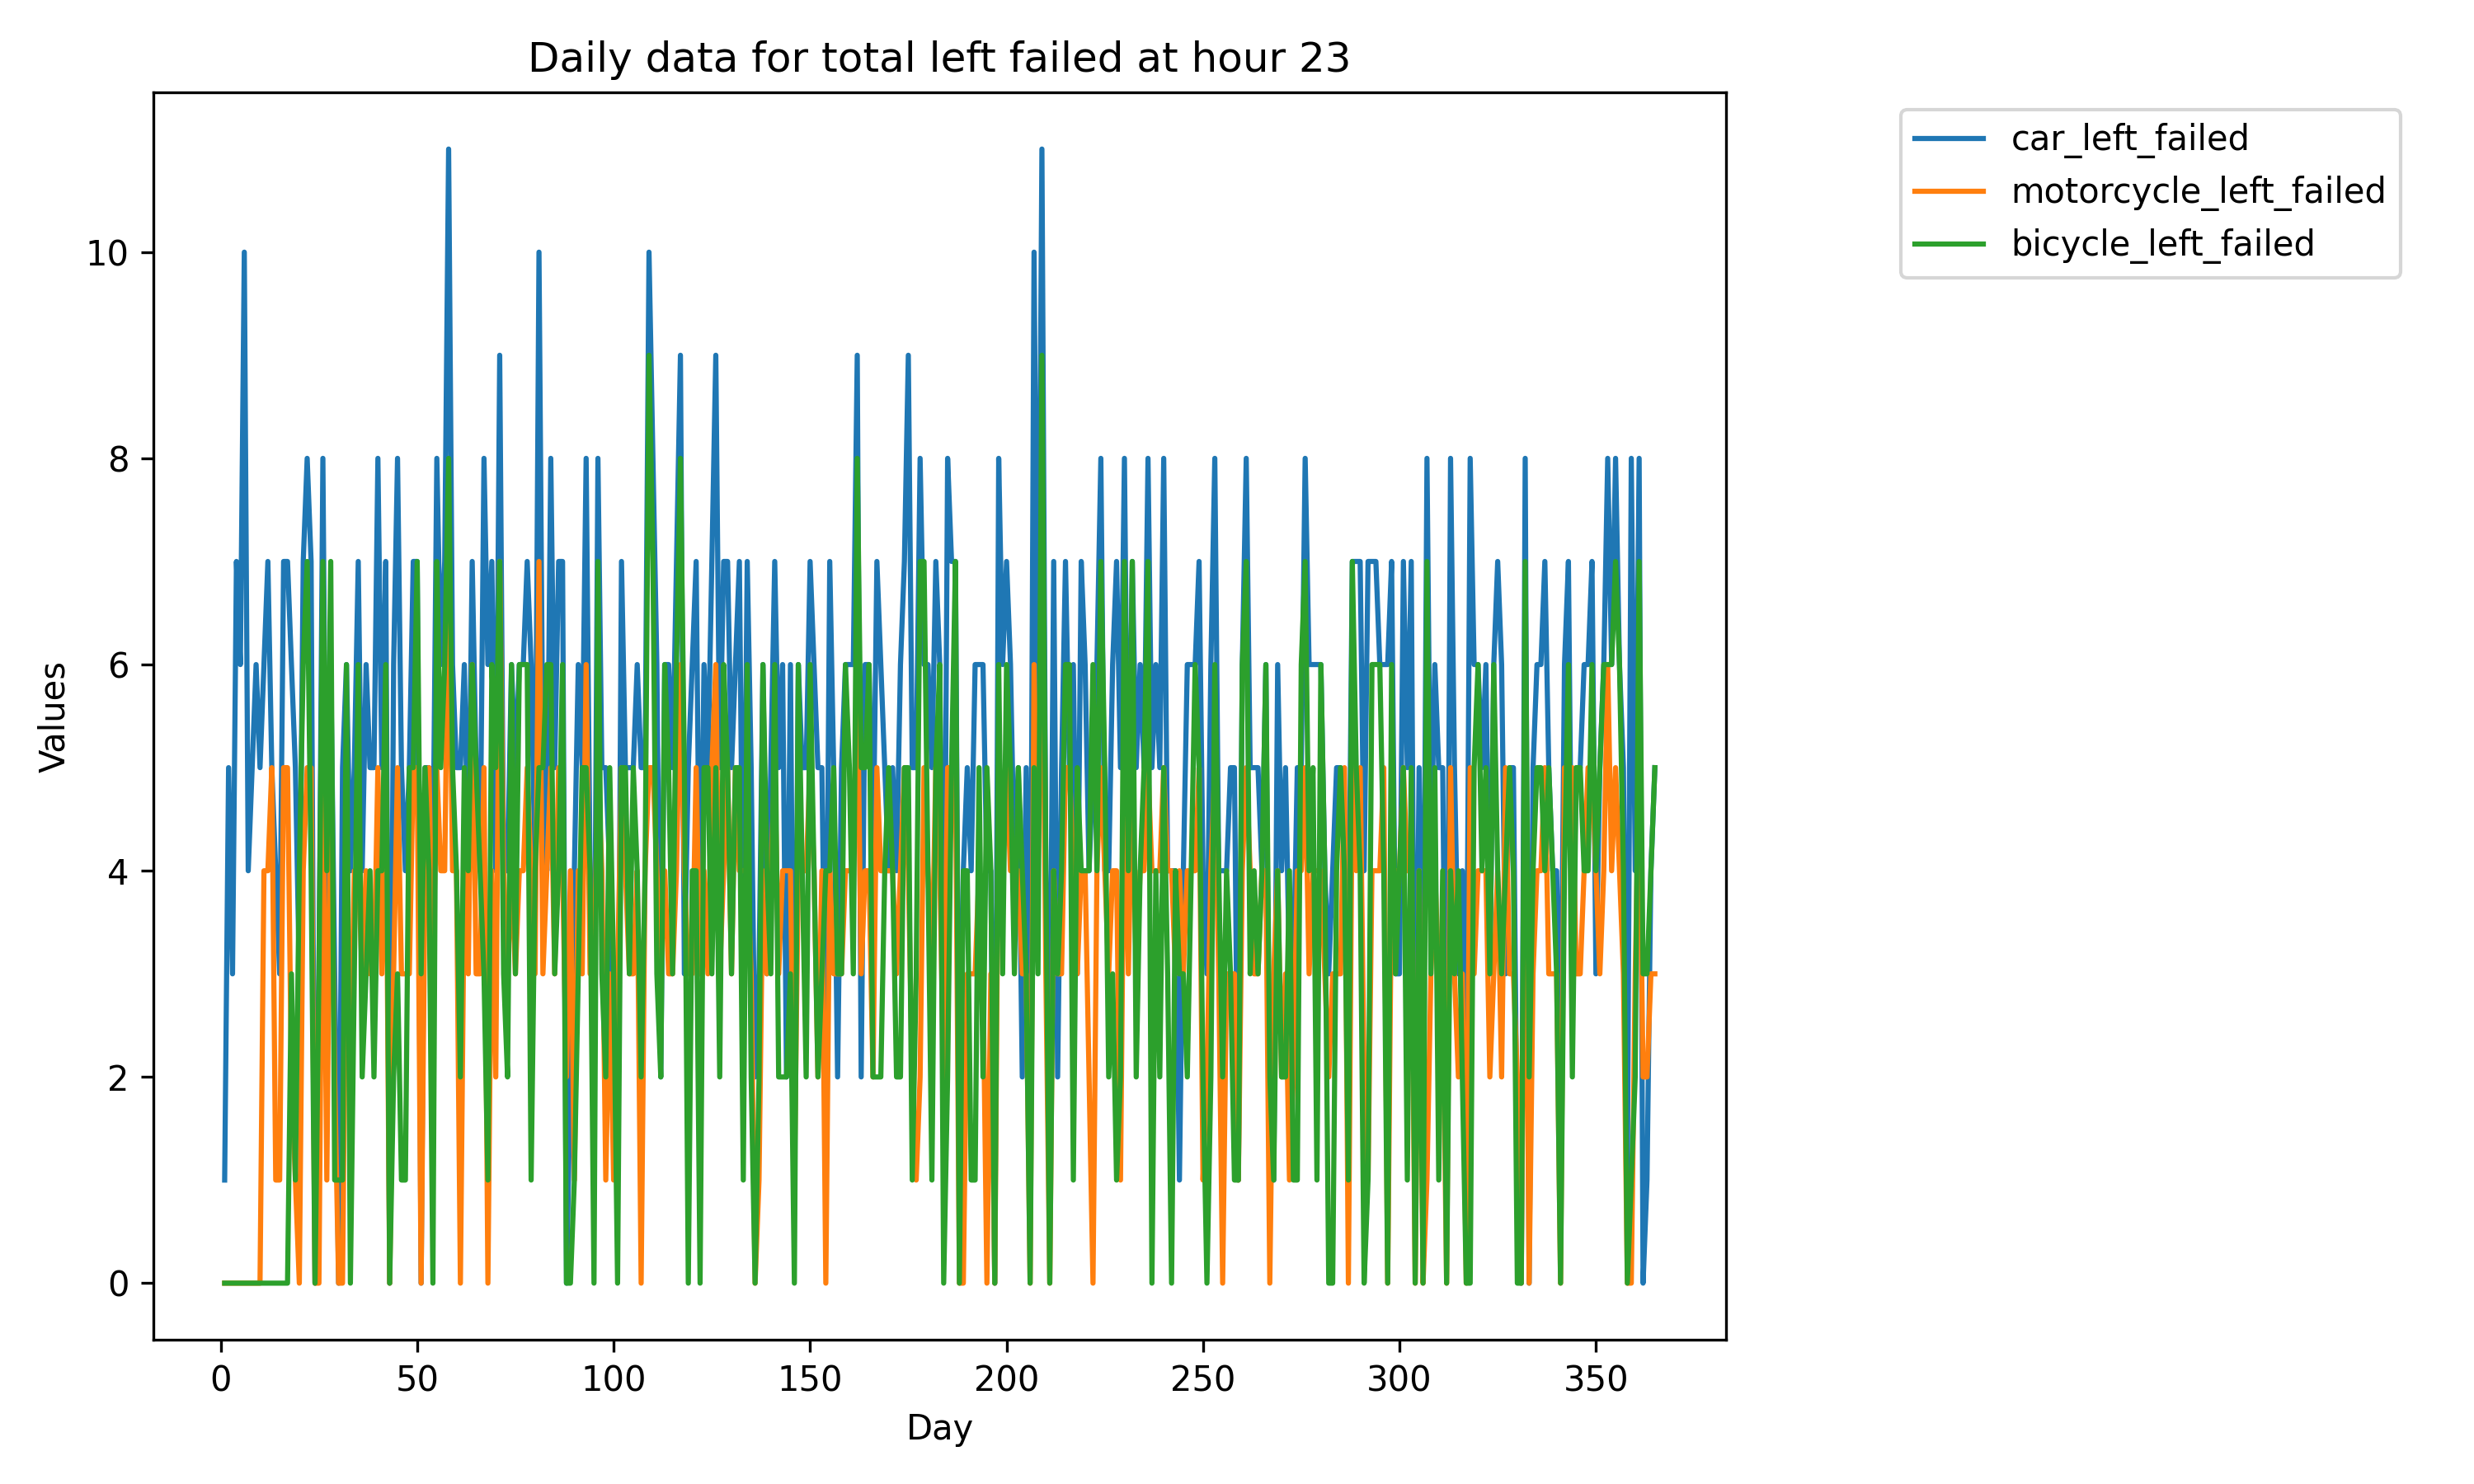 Daily data for total left failed at hour 23
car_left_failed
motorcycle_left_failed
bicycle_left_failed
Values
10
8
6
4
2
0
0 50 100 150 200 250 300 350
Day